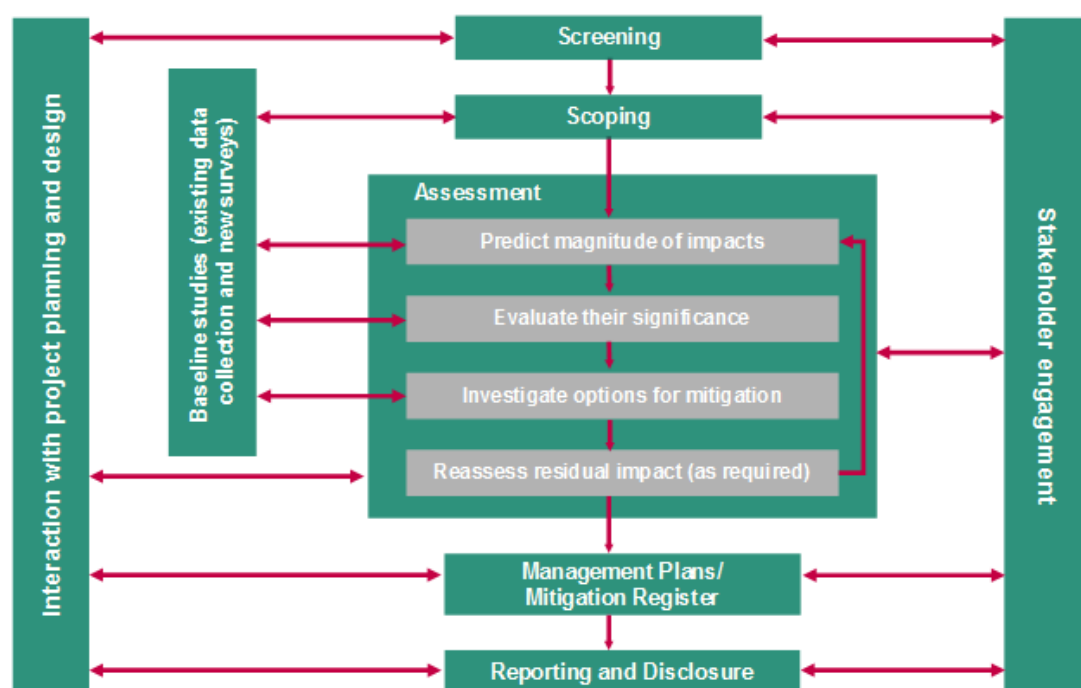 Interaction with project planning and design
Baseline studies (existing data
collection and new surveys)
Screening
Scoping
Assessment
Predict magnitude of impacts
Evaluate their significance
Investigate options for mitigation
Reassess residual impact (as required)
Management Plans/
Mitigation Register
Reporting and Disclosure
Stakeholder engagement